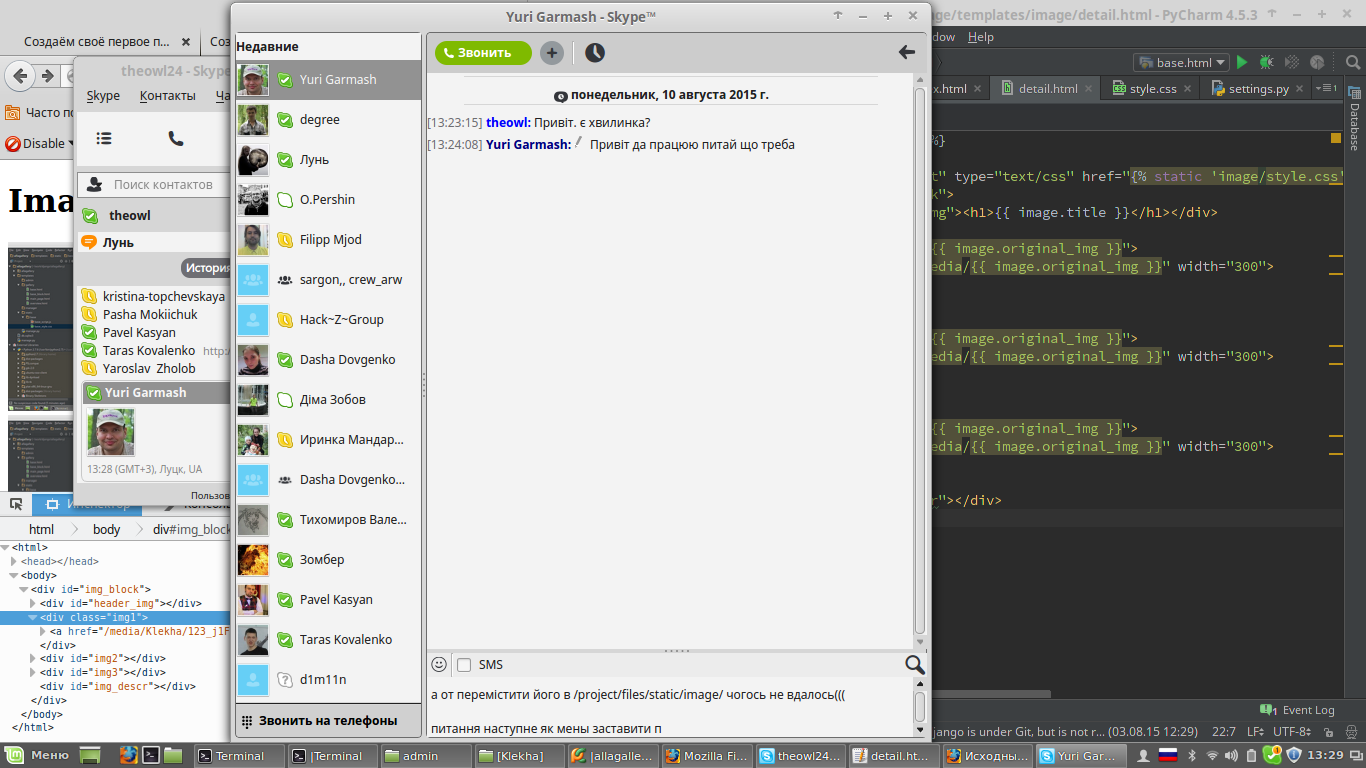 Yuri Garmash - Skype™
age/templates/image/detail.html - PyCharm 4.5.3
Создаём своё первое п...
Соз
theowl24 - Skype
Skype
Контакты
Ча
Часто по
Disable
Поиск контактов
Ima
theowl
Лунь
История
kristina-topchevskaya
Pasha Mokiichuk
Pavel Kasyan
Taras Kovalenko http:/
Yaroslav Zholob
Yuri Garmash
13:28 (GMT+3), Луцк, UA
Пользов
html
body
div#img_block
<html>
<head></head>
<body>
<div id="img_block">
<div id="header_img"></div>
<div class="img1">
<a href="/media/Klekha/123_j1F
</div>
<div id="img2"></div>
<div id="img3"></div>
<div id="img_descr"></div>
</div>
</body>
</html>
Недавние
Yuri Garmash
degree
Лунь
O.Pershin
Filipp Mjod
sargon,, crew_arw
Hack~Z~Group
Dasha Dovgenko
Діма Зобов
Иринка Мандар...
Dasha Dovgenko...
Тихомиров Вале...
Зомбер
Pavel Kasyan
Taras Kovalenko
d1m11n
Звонить на телефоны
Звонить
понедельник, 10 августа 2015 г.
[13:23:15] theowl: Привіт. є хвилинка?
[13:24:08] Yuri Garmash: Привіт да працюю питай що треба
SMS
а от перемістити його в /project/files/static/image/ чогось не вдалось(((
питання наступне як мены заставити п
dow
Help
base.html
x.html
detail.html
style.css
settings.py
1
Database
%}
t" type="text/css" href="{% static 'image/style.css'
k">
mg"><h1>{{ image.title }}</h1></div>
{{ image.original_img }}">
edia/{{ image.original_img }}" width="300">
{{ image.original_img }}">
edia/{{ image.original_img }}" width="300">
{{ image.original_img }}">
edia/{{ image.original_img }}" width="300">
r"></div>
1 Event Log
jango is under Git, but is not r... (03.08.15 12:29)
22:7
LF
UTF-8
Меню
Terminal
|Terminal
admin
[Klekha]
|allagalle...
Mozilla Fi...
theowl24...
detail.ht...
Исходны...
Yuri Gar...
13:29